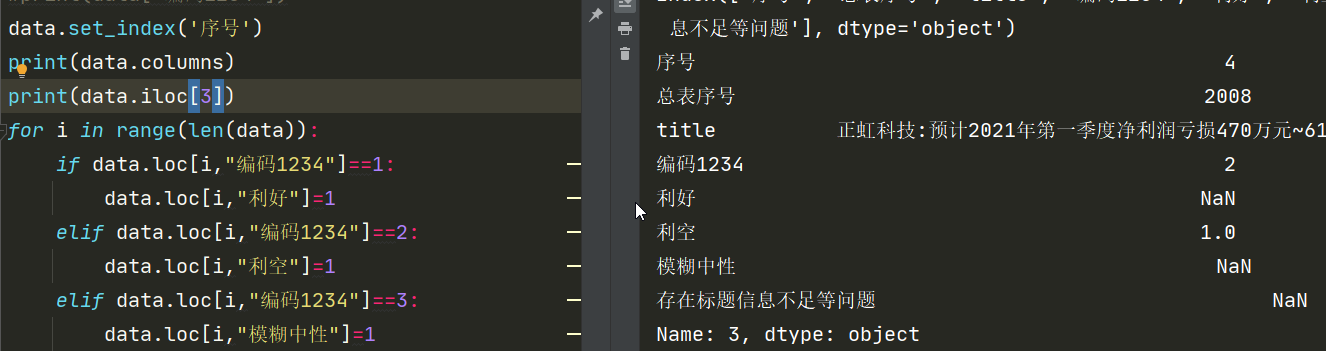 data.set_index('序号')
print(data.columns)
print(data.iloc[3])
for i in range(len(data)):
if data.loc[i,"编码1234"]==1:
data.loc[i,"利好"]=1
elif data.loc[i,"编码1234"]==2:
data.loc[i,"利空"]=1
elif data.loc[i,"编码1234"]==3:
data.loc[i,"模糊中性"]=1
息不足等问题'], dtype='object')
序号 4
总表序号 2008
title 正虹科技:预计2021年第一季度净利润亏损470万元~61
编码1234 2
利好 NaN
利空 1.0
模糊中性 NaN
存在标题信息不足等问题 NaN
Name: 3, dtype: object